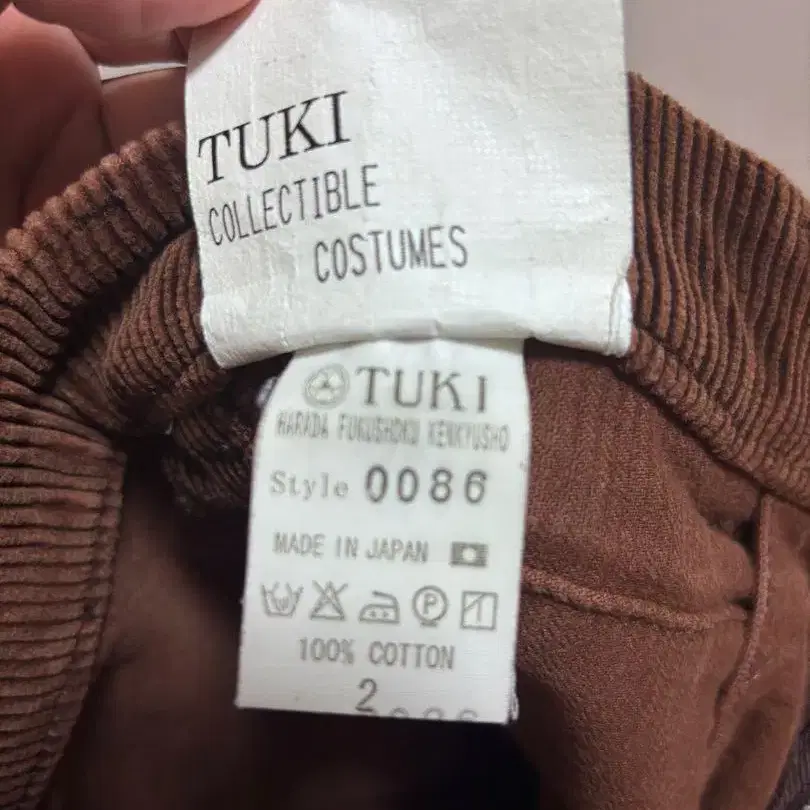 TUKI
COLLECTIBLE
COSTUMES
TUKI
HARADA FUKUSHOKU KENKYUSHO
Style 0086
MADE IN JAPAN
P
100% COTTON
2